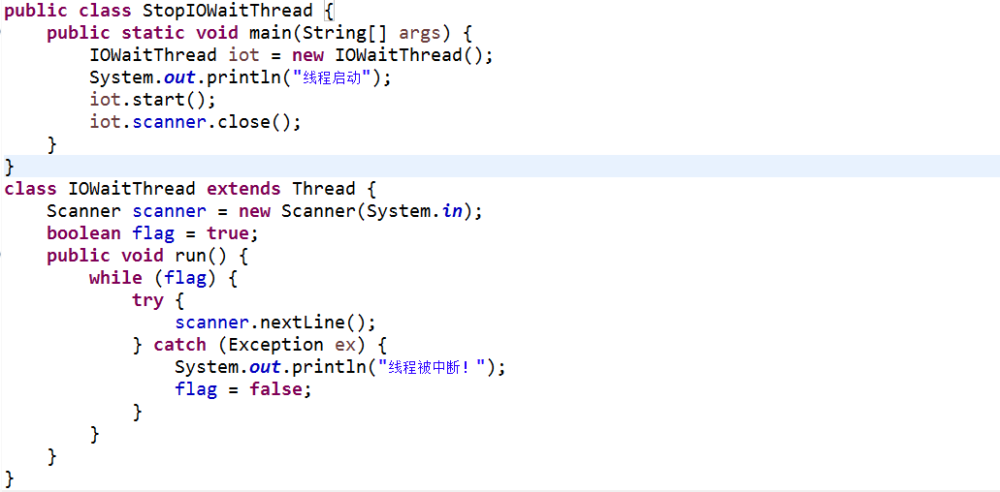 public class StopIOWaitThread {
    public static void main(String[] args) {
        IOWaitThread iot = new IOWaitThread();
        System.out.println("线程启动");
        iot.start();
        iot.scanner.close();
    }
}
class IOWaitThread extends Thread {
    Scanner scanner = new Scanner(System.in);
    boolean flag = true;
    public void run() {
        while (flag) {
            try {
                scanner.nextLine();
            } catch (Exception ex) {
                System.out.println("线程被中断！");
                flag = false;
            }
        }
    }
}